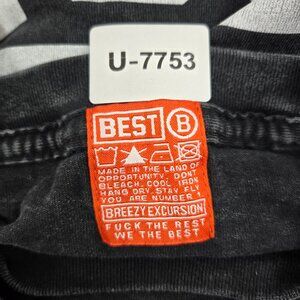 U-7753
BEST B
MADE IN THE LAND OF
OPPORTUNITY. DONT
BLEACH. COOL IRON
HANG DRY. STAY FLY
YOU ARE NUMBER 1
BREEZY EXCURSION
FUCK THE REST
WE THE BEST